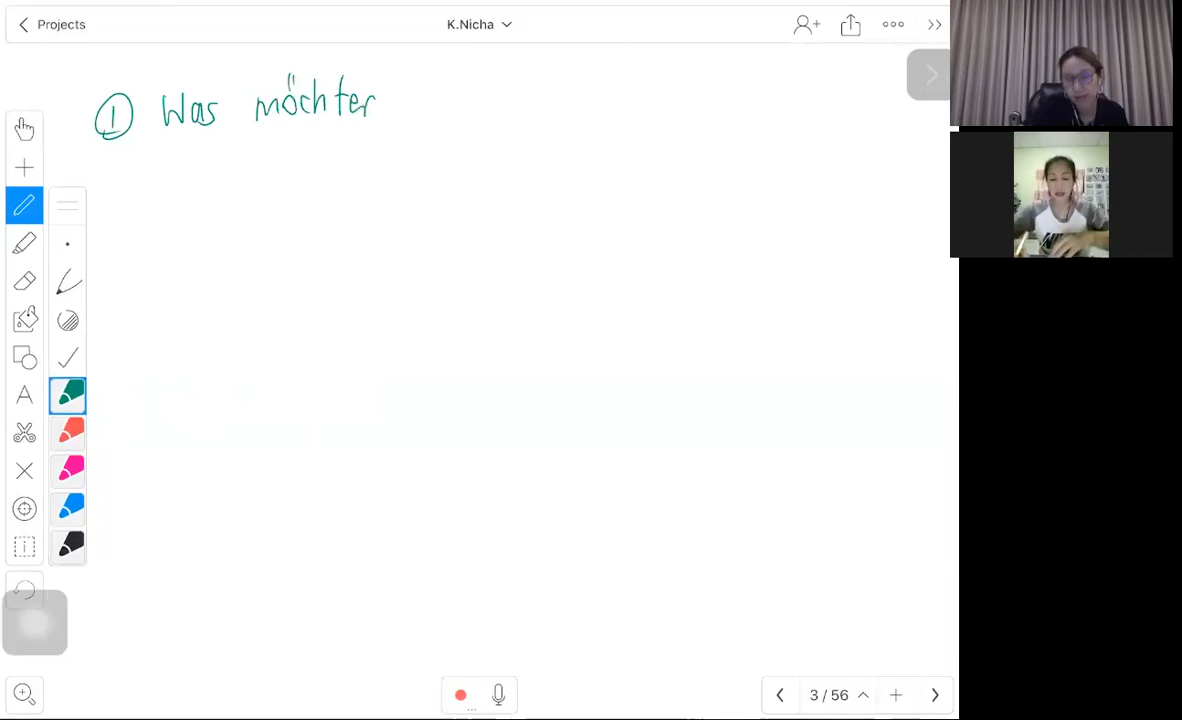 Projects
K.Nicha
① Was möchter
A
3 / 56